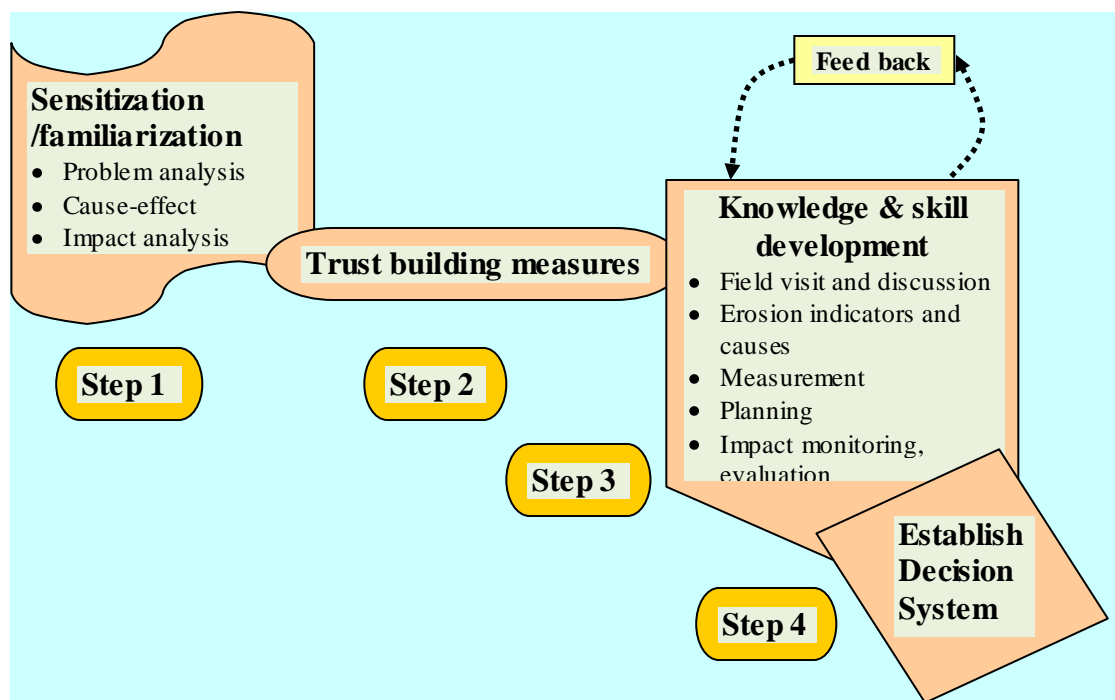 Sensitization
/familiarization
• Problem analysis
• Cause-effect
• Impact analysis
Trust building measures
Feed back
Knowledge & skill
development
• Field visit and discussion
• Erosion indicators and
causes
• Measurement
• Planning
• Impact monitoring,
evaluation
Step 1
Step 2
Step 3
Establish
Decision
System
Step 4